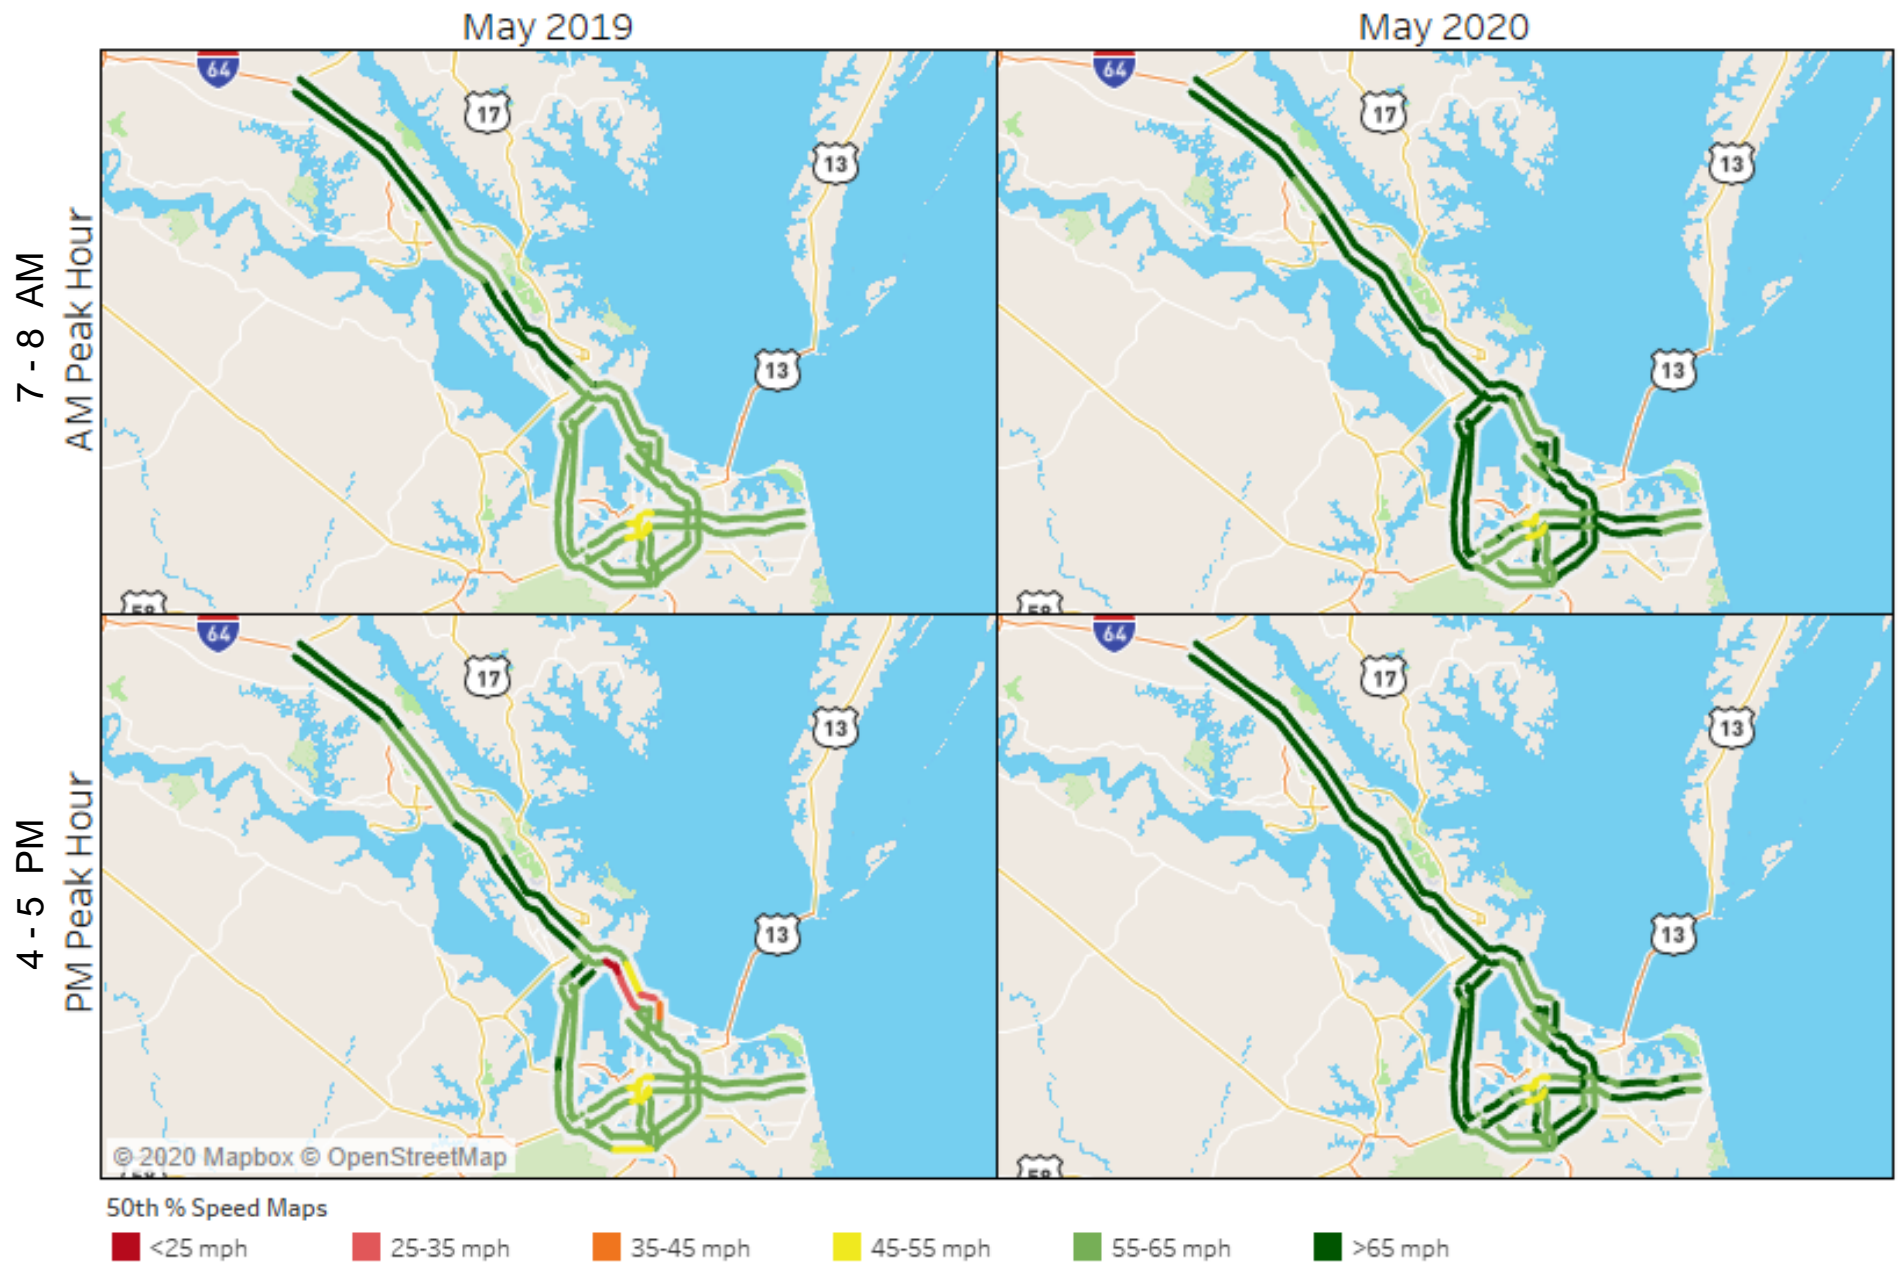 May 2019
May 2020
7 - 8 AM
AM Peak Hour
64
17
13
13
64
17
13
13
4 - 5 PM
PM Peak Hour
64
17
13
13
© 2020 Mapbox © OpenStreetMap
64
17
13
13
50th % Speed Maps
<25 mph
25-35 mph
35-45 mph
45-55 mph
55-65 mph
>65 mph